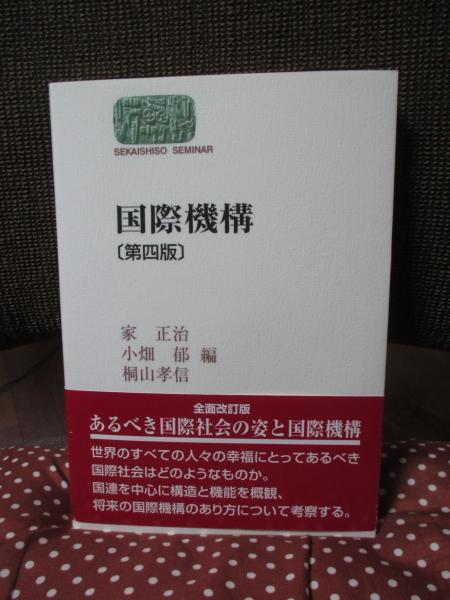 SEKAISHISO SEMINAR
国際機構
〔第四版〕
家 正治
小畑 郁 編
桐山孝信
全面改訂版
あるべき国際社会の姿と国際機構
世界のすべての人々の幸福にとってあるべき
国際社会はどのようなものか。
国連を中心に構造と機能を概観、
将来の国際機構のあり方について考察する。